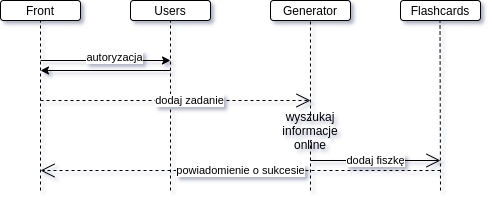 Front
Users
Generator
Flashcards
autoryzacja
dodaj zadanie
wyszukaj
informacje
online
dodaj fiszkę
powiadomienie o sukcesie